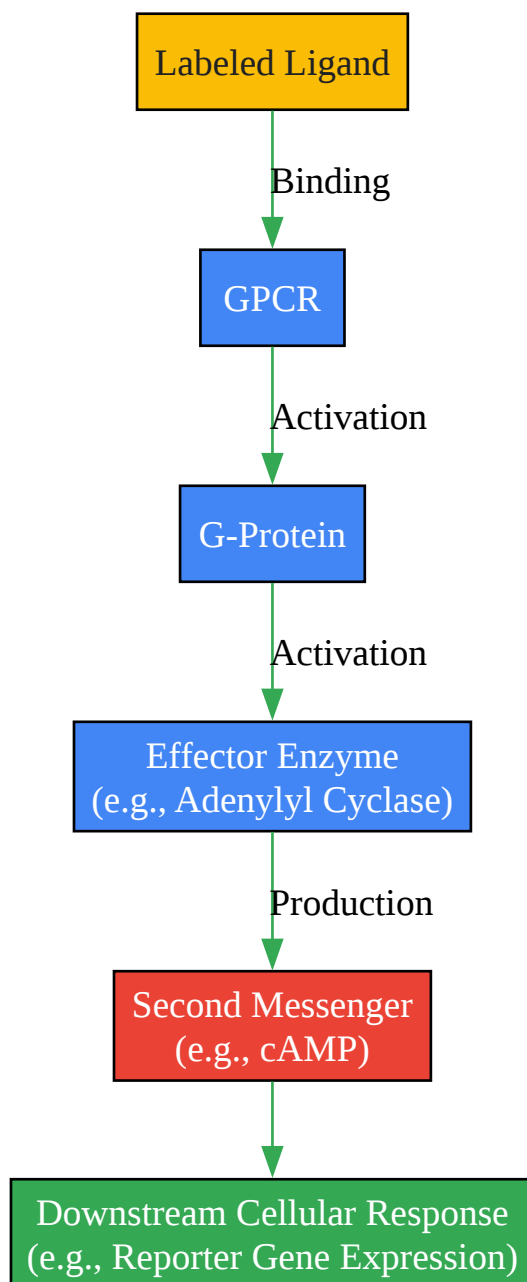 Labeled Ligand
Binding
GPCR
Activation
G-Protein
Activation
Effector Enzyme
(e.g., Adenylyl Cyclase)
Production
Second Messenger
(e.g., cAMP)
Downstream Cellular Response
(e.g., Reporter Gene Expression)